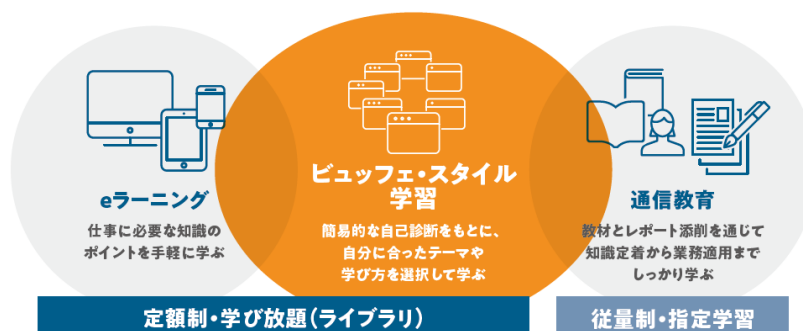 eラーニング
仕事に必要な知識の
ポイントを手軽に学ぶ
ビュッフェ・スタイル
学習
簡易的な自己診断をもとに、
自分に合ったテーマや
学び方を選択して学ぶ
通信教育
教材とレポート添削を通じて
知識定着から業務適用まで
しっかり学ぶ
定額制・学び放題（ライブラリ）
従量制・指定学習